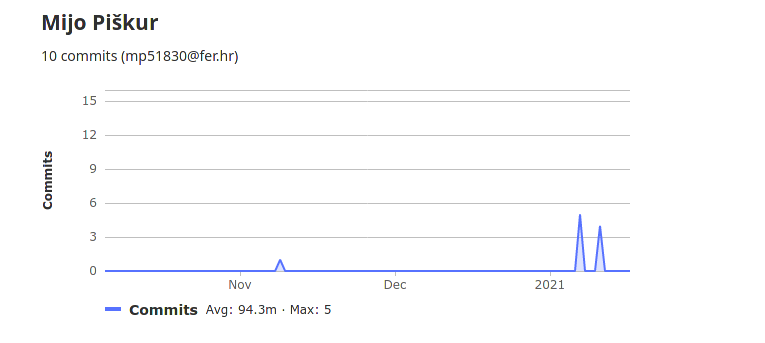 Mijo Piškur
10 commits (mp51830@fer.hr)
15
12
9
6
3
0
Commits
Nov Dec 2021
Commits Avg: 94.3m · Max: 5